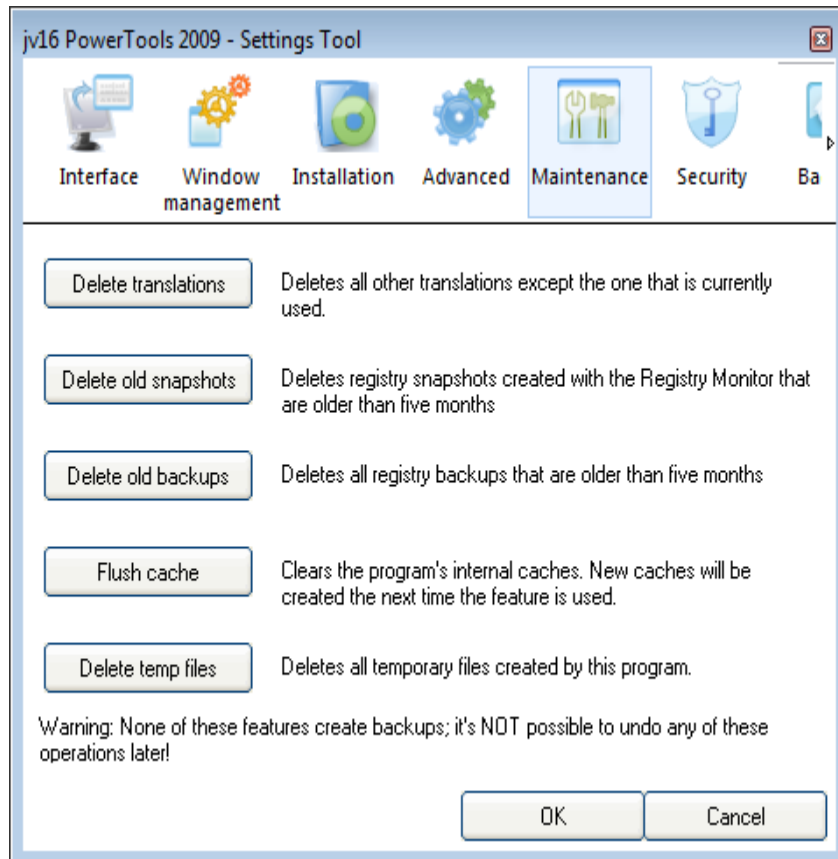 jv16 PowerTools 2009 - Settings Tool
Interface
Window
management
Installation
Advanced
Maintenance
Security
Ba
Delete translations
Deletes all other translations except the one that is currently
used.
Delete old snapshots
Deletes registry snapshots created with the Registry Monitor that
are older than five months
Delete old backups
Deletes all registry backups that are older than five months
Flush cache
Clears the program's internal caches. New caches will be
created the next time the feature is used.
Delete temp files
Deletes all temporary files created by this program.
Warning: None of these features create backups; it's NOT possible to undo any of these
operations later!
OK
Cancel